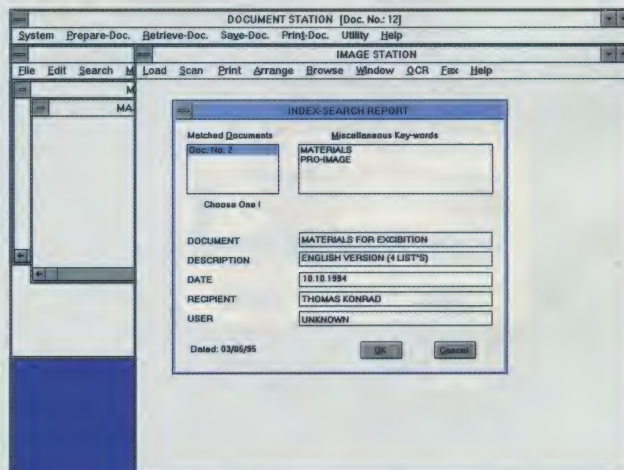 DOCUMENT STATION [Doc. No.: 12]
System Prepare-Doc. Retrieve-Doc. Save-Doc. Print-Doc. Utility Help
IMAGE STATION
File Edit Search M Load Scan Print Arrange Browse Window OCR Fax Help
M
MA.
INDEX-SEARCH REPORT
Matched Documents Miscellaneous Key-words
Doc. No. 2
MATERIALS
PRO-IMAGE
Choose One !
DOCUMENT MATERIALS FOR EXCIBITION
DESCRIPTION ENGLISH VERSION (4 LIST'S)
DATE 10.10.1994
RECIPIENT THOMAS KONRAD
USER UNKNOWN
Dated: 03/05/95 OK Cancel